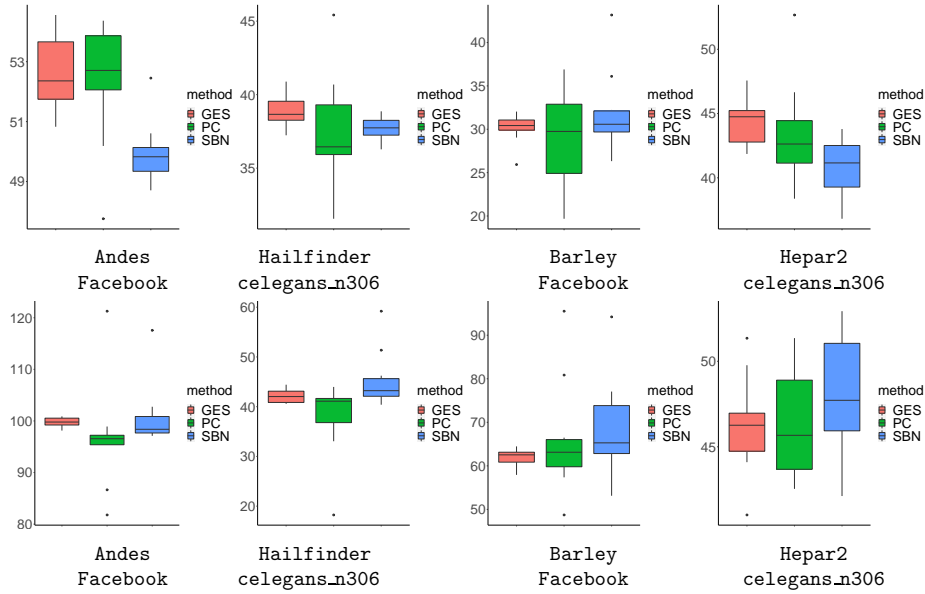 53
51
49
method
GES
PC
SBN
Andes
Facebook
40
35
method
GES
PC
SBN
Hailfinder
celegans_n306
40
35
30
25
20
method
GES
PC
SBN
Barley
Facebook
50
45
40
method
GES
PC
SBN
Hepar2
celegans_n306
120
110
100
90
80
method
GES
PC
SBN
Andes
Facebook
60
50
40
30
20
method
GES
PC
SBN
Hailfinder
celegans_n306
90
80
70
60
50
method
GES
PC
SBN
Barley
Facebook
50
45
method
GES
PC
SBN
Hepar2
celegans_n306